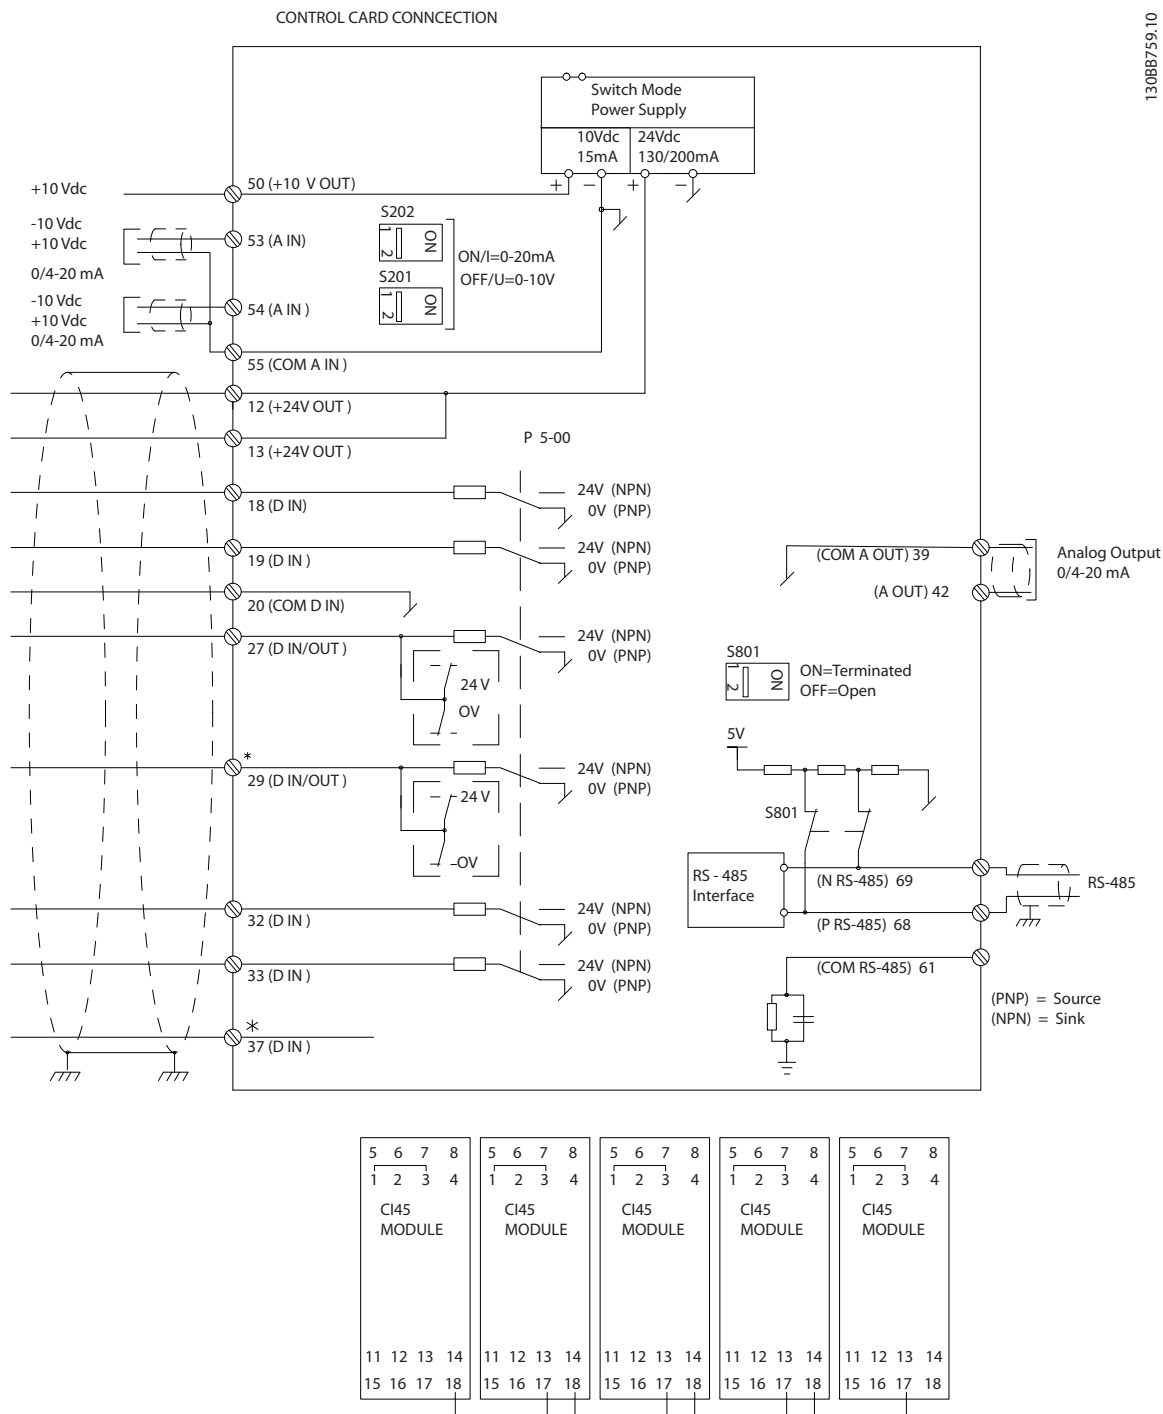 CONTROL CARD CONNCECTION
130BB759.10
Switch Mode
Power Supply
10Vdc
15mA
24Vdc
130/200mA
+ − + −
+10 Vdc
50 (+10 V OUT)
-10 Vdc
+10 Vdc
0/4-20 mA
53 (A IN)
S202
1 2 ON
ON/I=0-20mA
OFF/U=0-10V
S201
1 2 ON
-10 Vdc
+10 Vdc
0/4-20 mA
54 (A IN )
55 (COM A IN )
12 (+24V OUT )
13 (+24V OUT )
P 5-00
18 (D IN)
24V (NPN)
0V (PNP)
19 (D IN )
24V (NPN)
0V (PNP)
(COM A OUT) 39
Analog Output
0/4-20 mA
(A OUT) 42
20 (COM D IN)
27 (D IN/OUT )
24V (NPN)
0V (PNP)
24 V
OV
S801
1 2 ON
ON=Terminated
OFF=Open
5V
*
29 (D IN/OUT )
24V (NPN)
0V (PNP)
24 V
OV
S801
RS - 485
Interface
(N RS-485) 69
RS-485
(P RS-485) 68
32 (D IN )
24V (NPN)
0V (PNP)
(COM RS-485) 61
33 (D IN )
24V (NPN)
0V (PNP)
(PNP) = Source
(NPN) = Sink
*
37 (D IN )
5 6 7 8 5 6 7 8 5 6 7 8 5 6 7 8 5 6 7 8
1 2 3 4 1 2 3 4 1 2 3 4 1 2 3 4 1 2 3 4
CI45 CI45 CI45 CI45 CI45
MODULE MODULE MODULE MODULE MODULE
11 12 13 14 11 12 13 14 11 12 13 14 11 12 13 14 11 12 13 14
15 16 17 18 15 16 17 18 15 16 17 18 15 16 17 18 15 16 17 18